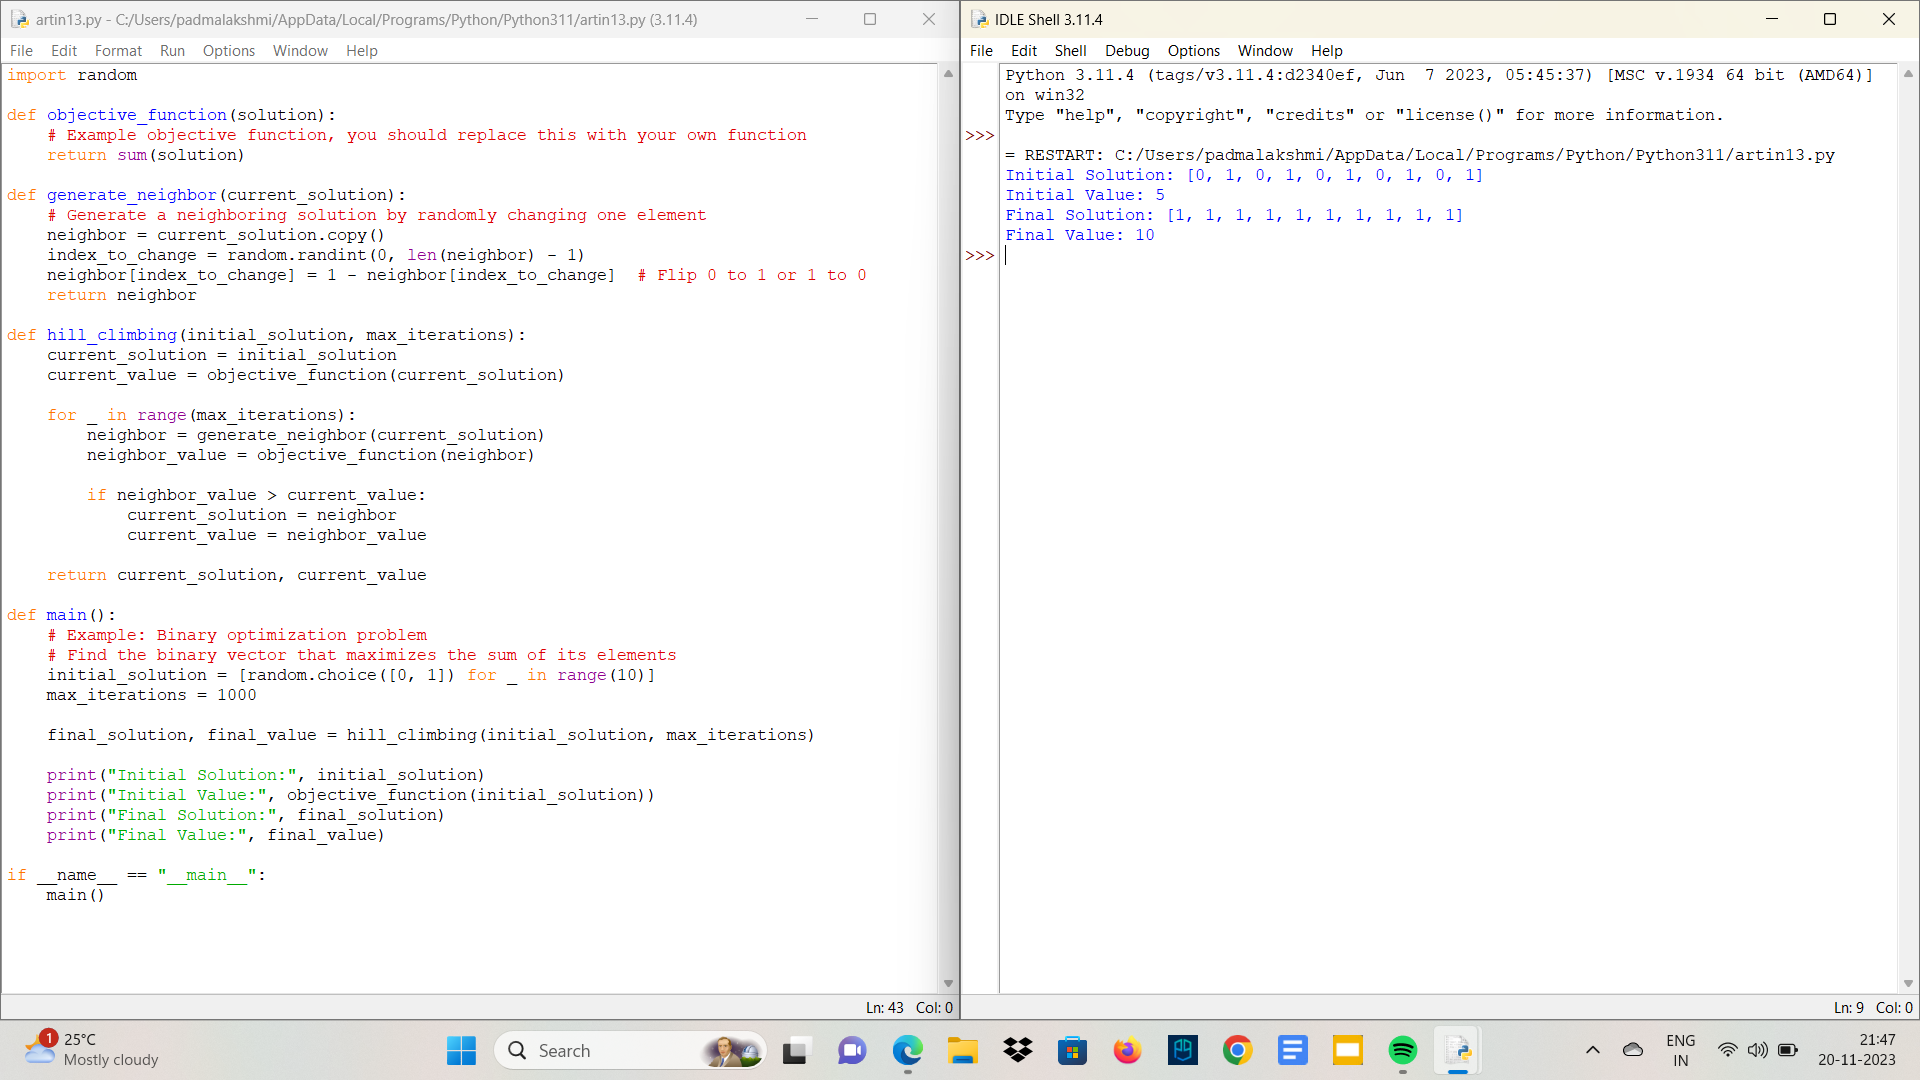 artin13.py - C:/Users/padmalakshmi/AppData/Local/Programs/Python/Python311/artin13.py (3.11.4)
File Edit Format Run Options Window Help
import random

def objective_function(solution):
    # Example objective function, you should replace this with your own function
    return sum(solution)

def generate_neighbor(current_solution):
    # Generate a neighboring solution by randomly changing one element
    neighbor = current_solution.copy()
    index_to_change = random.randint(0, len(neighbor) - 1)
    neighbor[index_to_change] = 1 - neighbor[index_to_change]  # Flip 0 to 1 or 1 to 0
    return neighbor

def hill_climbing(initial_solution, max_iterations):
    current_solution = initial_solution
    current_value = objective_function(current_solution)

    for _ in range(max_iterations):
        neighbor = generate_neighbor(current_solution)
        neighbor_value = objective_function(neighbor)

        if neighbor_value > current_value:
            current_solution = neighbor
            current_value = neighbor_value

    return current_solution, current_value

def main():
    # Example: Binary optimization problem
    # Find the binary vector that maximizes the sum of its elements
    initial_solution = [random.choice([0, 1]) for _ in range(10)]
    max_iterations = 1000

    final_solution, final_value = hill_climbing(initial_solution, max_iterations)

    print("Initial Solution:", initial_solution)
    print("Initial Value:", objective_function(initial_solution))
    print("Final Solution:", final_solution)
    print("Final Value:", final_value)

if __name__ == "__main__":
    main()
Ln: 43 Col: 0
IDLE Shell 3.11.4
File Edit Shell Debug Options Window Help
Python 3.11.4 (tags/v3.11.4:d2340ef, Jun  7 2023, 05:45:37) [MSC v.1934 64 bit (AMD64)]
on win32
Type "help", "copyright", "credits" or "license()" for more information.
>>>
= RESTART: C:/Users/padmalakshmi/AppData/Local/Programs/Python/Python311/artin13.py
Initial Solution: [0, 1, 0, 1, 0, 1, 0, 1, 0, 1]
Initial Value: 5
Final Solution: [1, 1, 1, 1, 1, 1, 1, 1, 1, 1]
Final Value: 10
>>>
Ln: 9 Col: 0
1
25°C
Mostly cloudy
Search
ENG
IN
21:47
20-11-2023